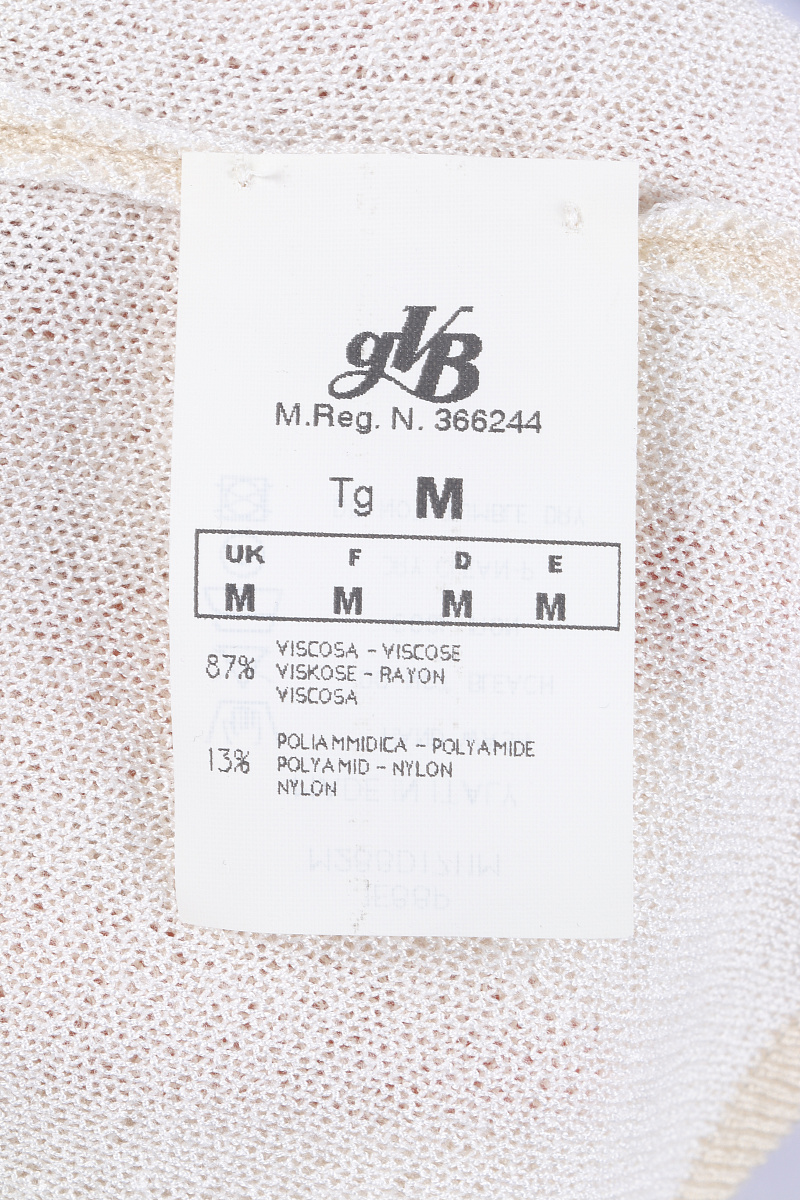 gVB
M.Reg. N. 366244
Tg M
UK F D E
M M M M
87% VISCOSA - VISCOSE
VISKOSE - RAYON
VISCOSA
13% POLIAMMIDICA - POLYAMIDE
POLYAMID - NYLON
NYLON